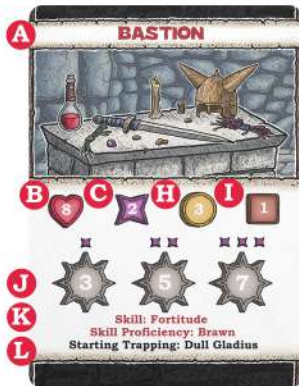 A BASTION
B 8 C 2 H 3 I 1
J 3 5 7
K Skill: Fortitude
Skill Proficiency: Brawn
L Starting Trapping: Dull Gladius